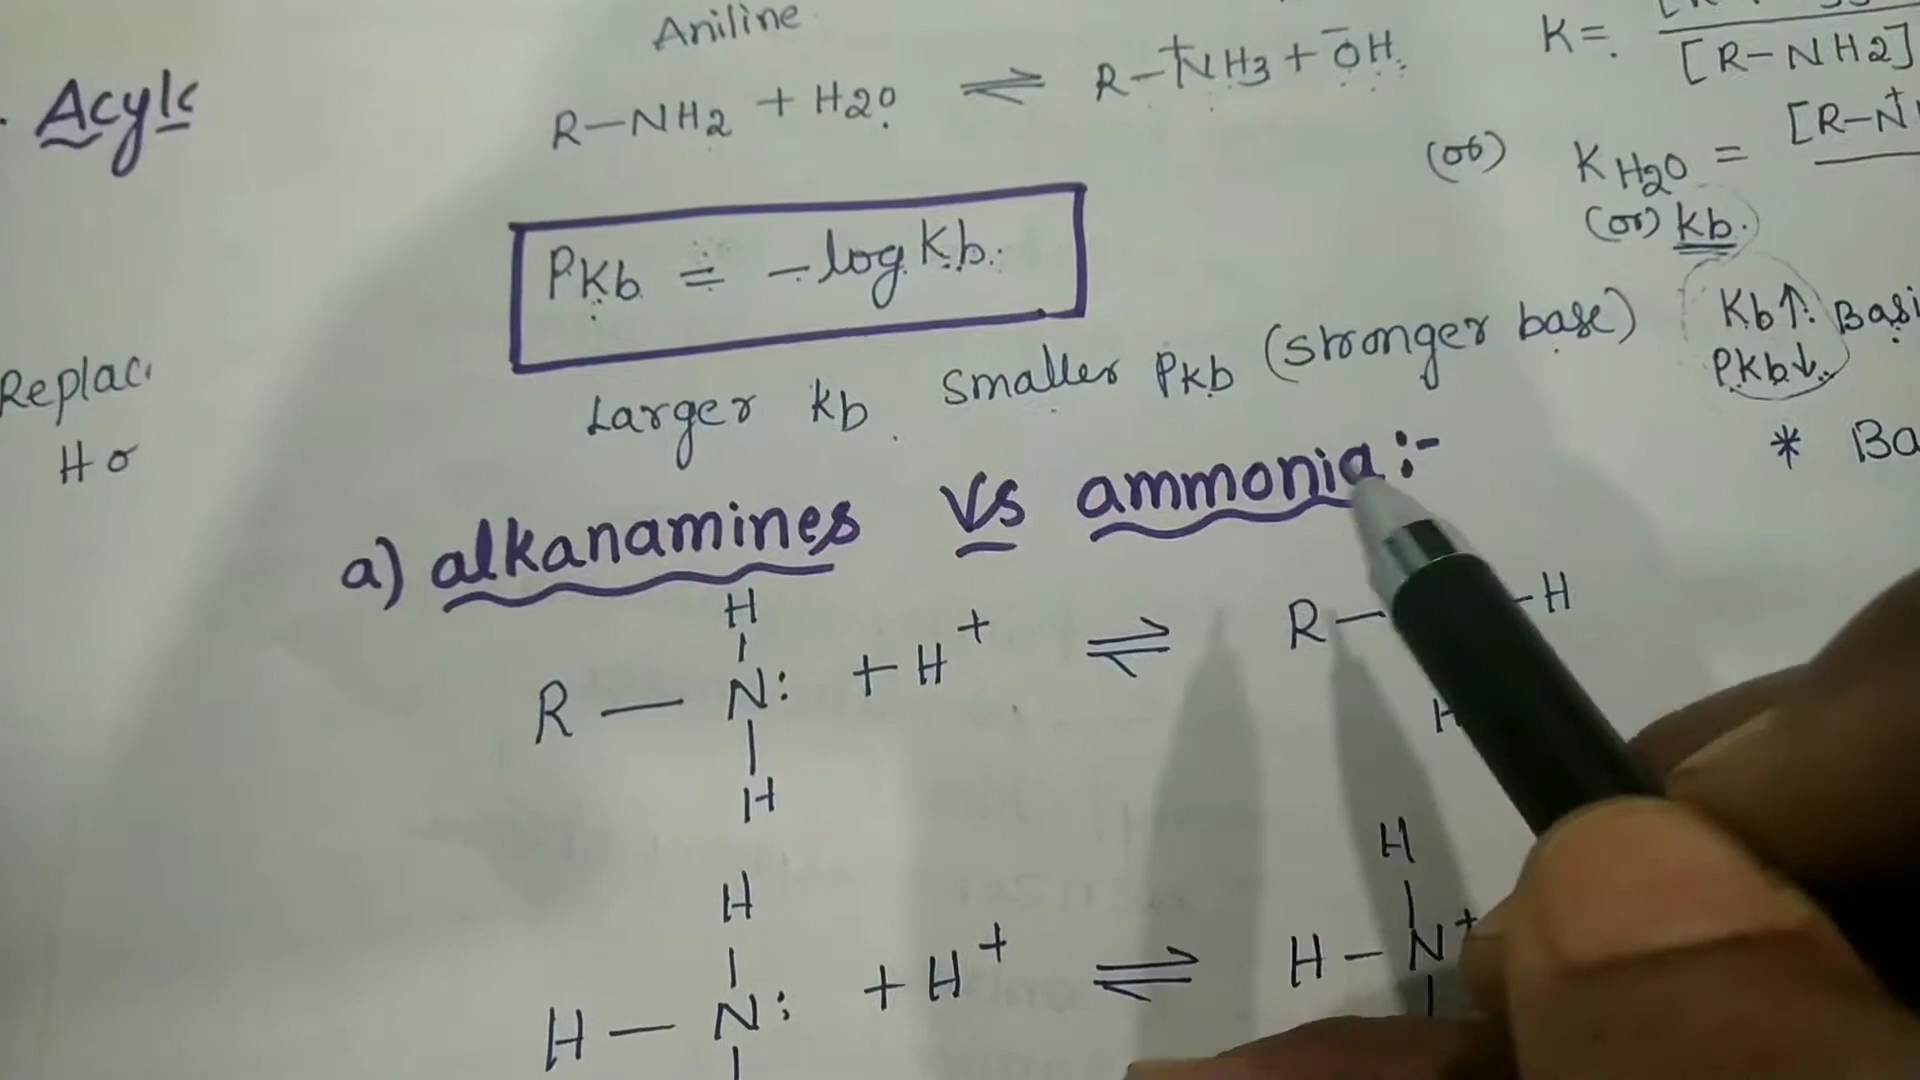 Aniline
R-NH2 + H2O ⇌ R-N⁺H3 + ⁻OH
K =
[R-NH2]
(or) K H2O = [R-N⁺
(or) Kb
PKb = -log Kb.
Larger Kb smaller PKb (stronger base)
Kb↑ Basi
PKb↓
* Ba
. Acyl
Replac
H o
a) alkanamines Vs ammonia:-
H
R — N: + H⁺ ⇌ R — -H
H
H
H
H
H — N: + H⁺ ⇌ H - N⁺